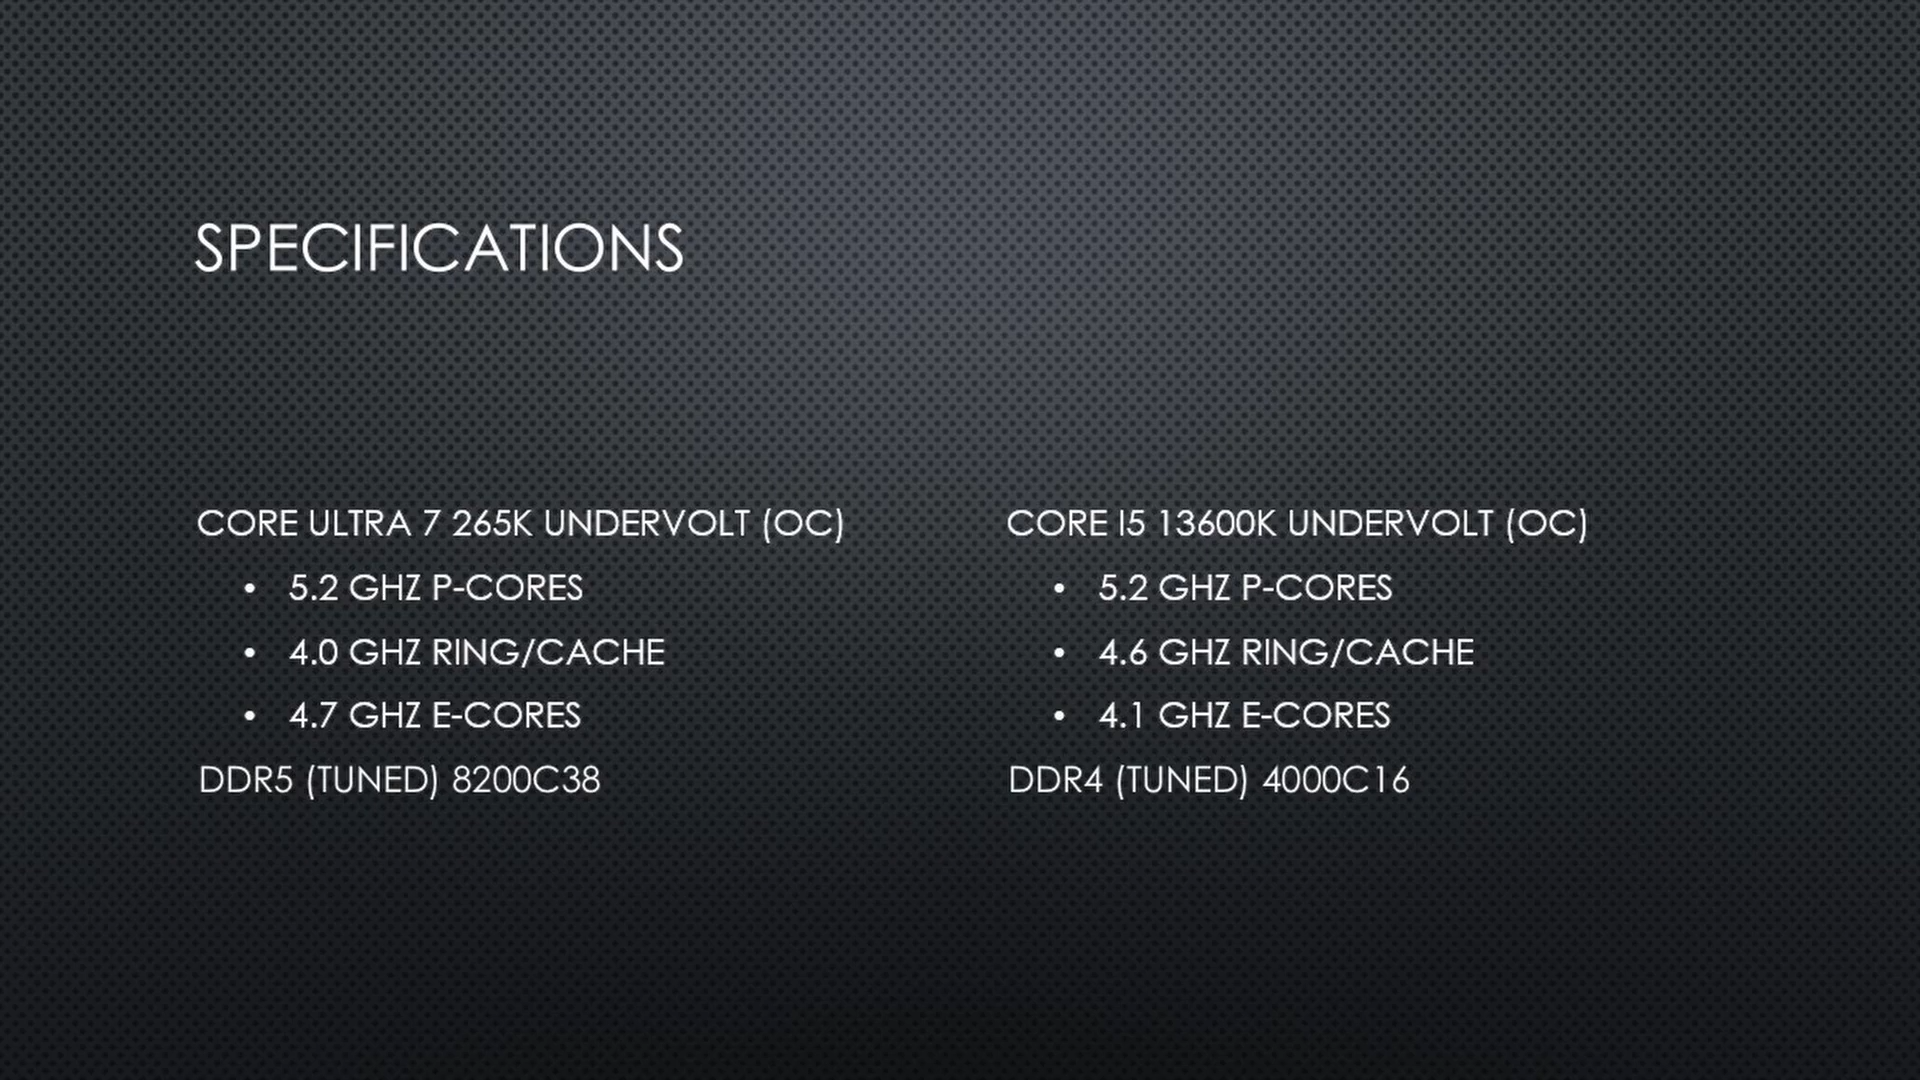 SPECIFICATIONS
CORE ULTRA 7 265K UNDERVOLT (OC)
• 5.2 GHZ P-CORES
• 4.0 GHZ RING/CACHE
• 4.7 GHZ E-CORES
DDR5 (TUNED) 8200C38
CORE I5 13600K UNDERVOLT (OC)
• 5.2 GHZ P-CORES
• 4.6 GHZ RING/CACHE
• 4.1 GHZ E-CORES
DDR4 (TUNED) 4000C16